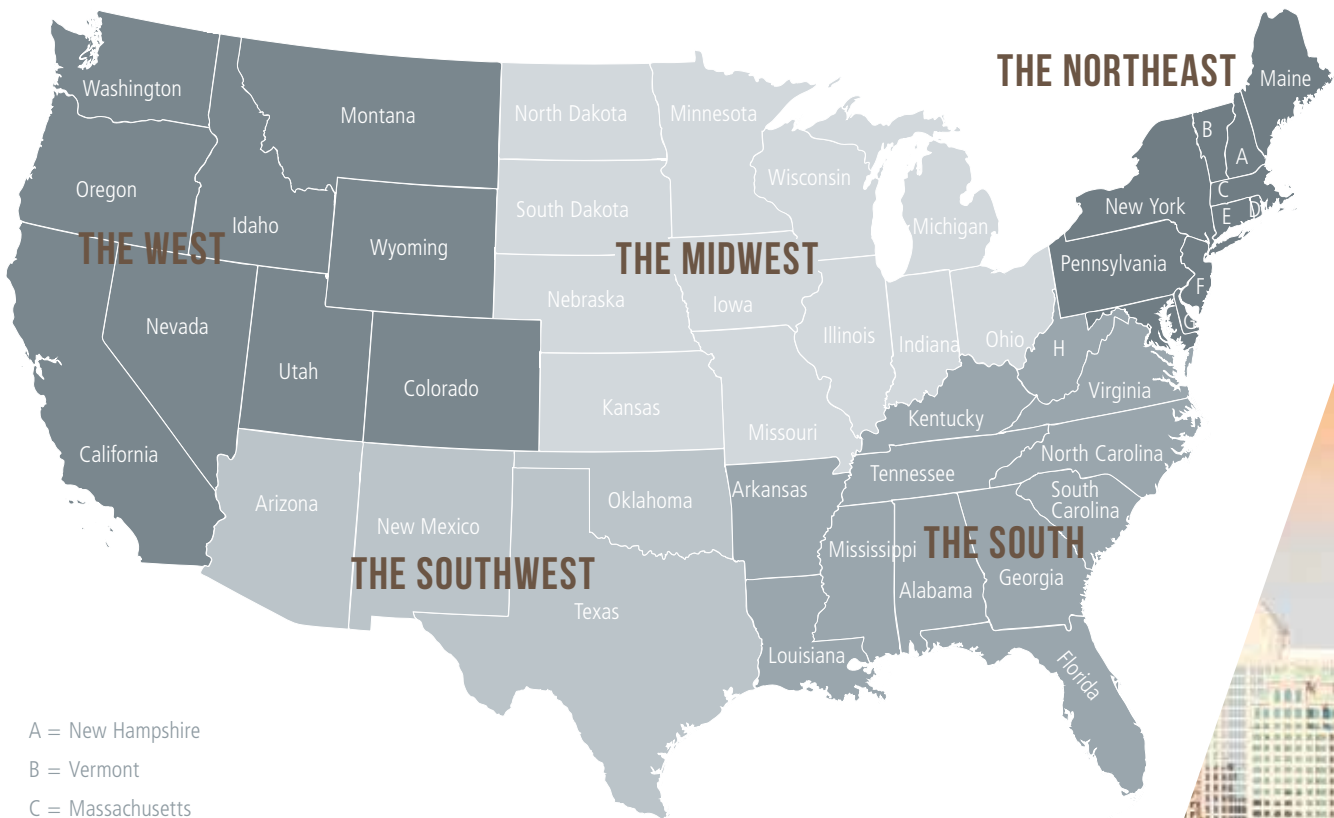 THE NORTHEAST
Maine
Washington
Montana
North Dakota
Minnesota
B
A
Wisconsin
Oregon
C
South Dakota
New York
D
E
Idaho
Michigan
THE WEST
Wyoming
THE MIDWEST
Pennsylvania
F
Nebraska
Iowa
Nevada
G
Illinois
Indiana
Ohio
H
Utah
Colorado
Virginia
Kansas
Kentucky
Missouri
California
North Carolina
Tennessee
Arkansas
South
Carolina
Arizona
Oklahoma
New Mexico
Mississippi
THE SOUTH
THE SOUTHWEST
Georgia
Alabama
Texas
Louisiana
Florida
A = New Hampshire
B = Vermont
C = Massachusetts